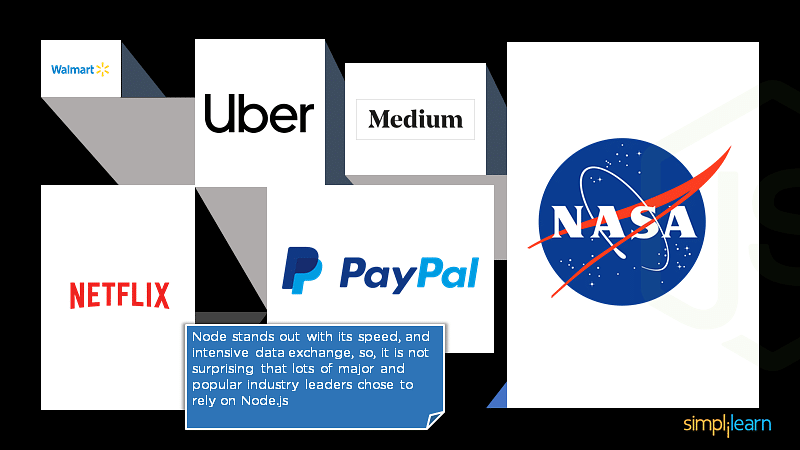 Walmart
Uber
Medium
NASA
NETFLIX
PayPal
Node stands out with its speed, and
intensive data exchange, so, it is not
surprising that lots of major and
popular industry leaders chose to
rely on Node.js
simplilearn